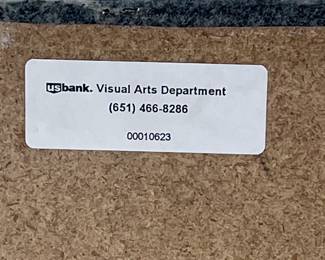 usbank. Visual Arts Department
(651) 466-8286
00010623